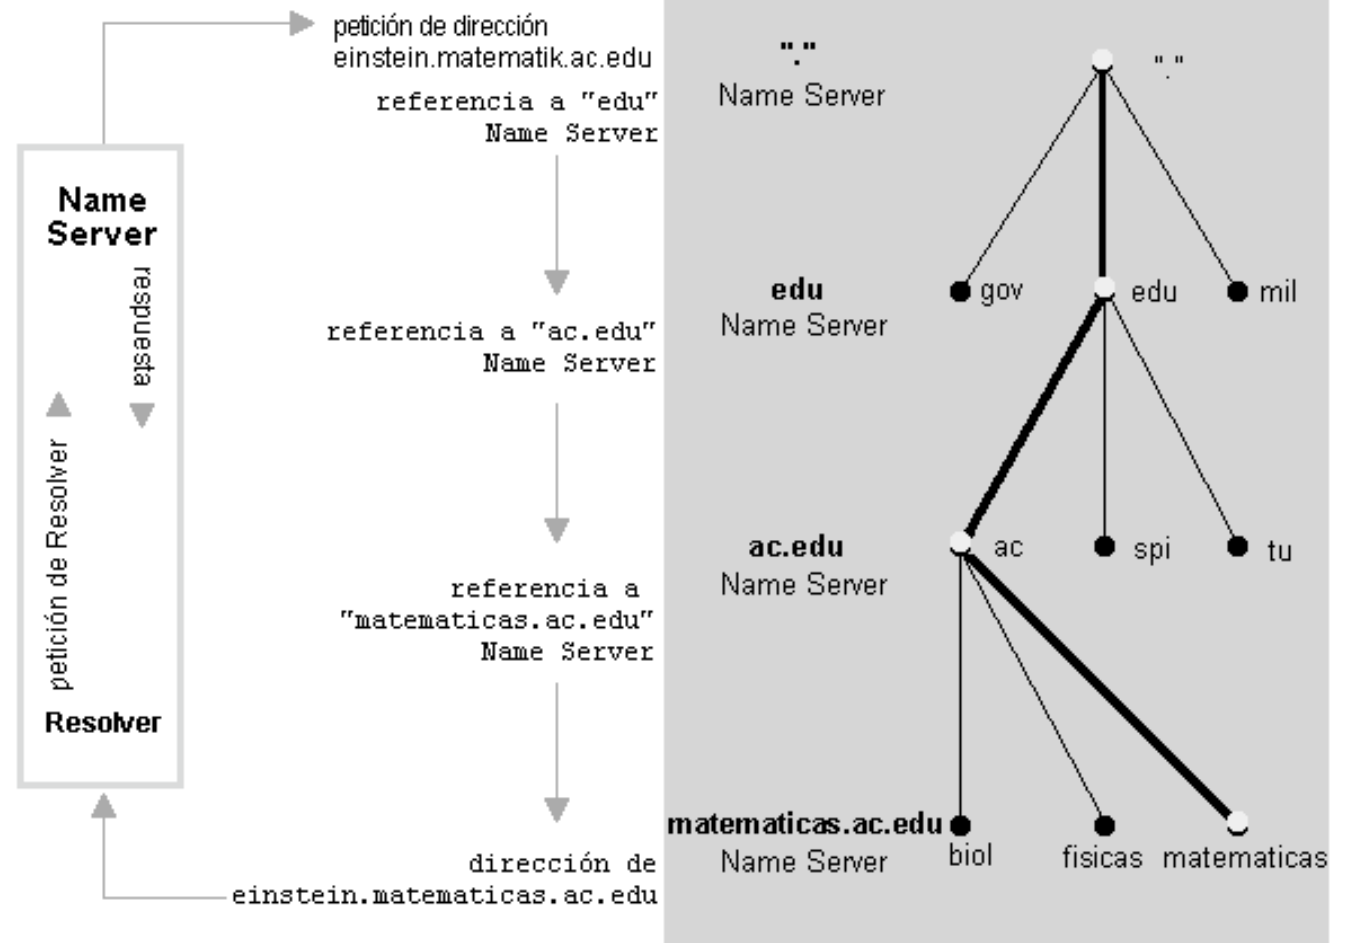 petición de dirección
einstein.matematik.ac.edu
referencia a "edu"
Name Server
Name
Server
respuesta
petición de Resolver
Resolver
referencia a "ac.edu"
Name Server
referencia a
"matematicas.ac.edu"
Name Server
dirección de
einstein.matematicas.ac.edu
"."
Name Server
"."
edu
Name Server
gov
edu
mil
ac.edu
Name Server
ac
spi
tu
matematicas.ac.edu
Name Server
biol
fisicas
matematicas